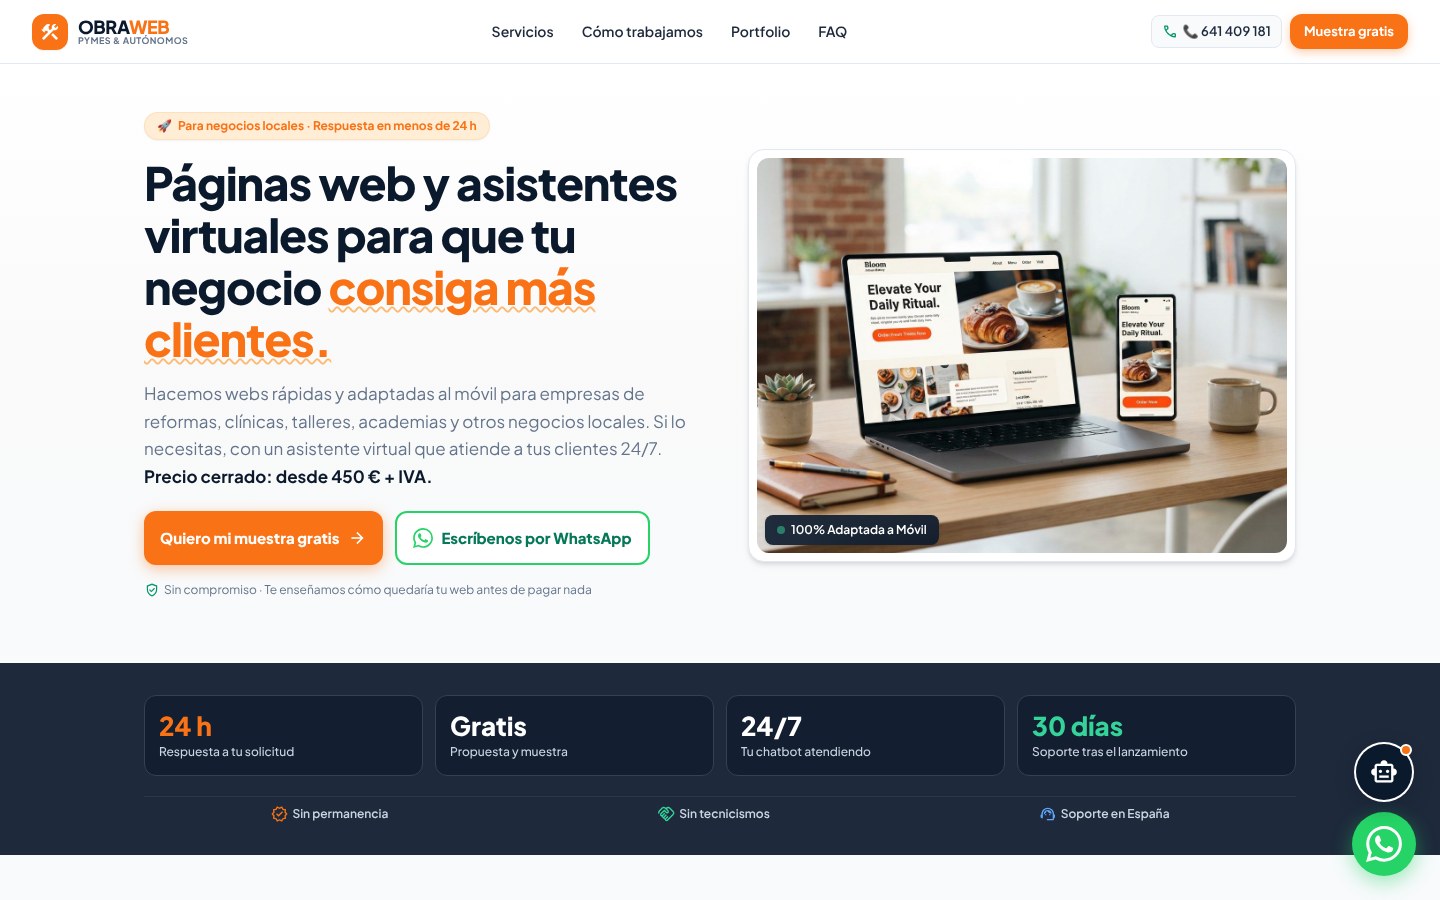 OBRAWEB
PYMES & AUTÓNOMOS
Servicios
Cómo trabajamos
Portfolio
FAQ
📞 641 409 181
Muestra gratis
🚀 Para negocios locales · Respuesta en menos de 24 h
Páginas web y asistentes
virtuales para que tu
negocio consiga más
clientes.
Hacemos webs rápidas y adaptadas al móvil para empresas de
reformas, clínicas, talleres, academias y otros negocios locales. Si lo
necesitas, con un asistente virtual que atiende a tus clientes 24/7.
Precio cerrado: desde 450 € + IVA.
Quiero mi muestra gratis
Escríbenos por WhatsApp
Sin compromiso · Te enseñamos cómo quedaría tu web antes de pagar nada
Bloom
Elevate Your
Daily Ritual.
Bloom
Elevate Your
Daily Ritual.
Order Now
100% Adaptada a Móvil
24 h
Respuesta a tu solicitud
Gratis
Propuesta y muestra
24/7
Tu chatbot atendiendo
30 días
Soporte tras el lanzamiento
Sin permanencia
Sin tecnicismos
Soporte en España